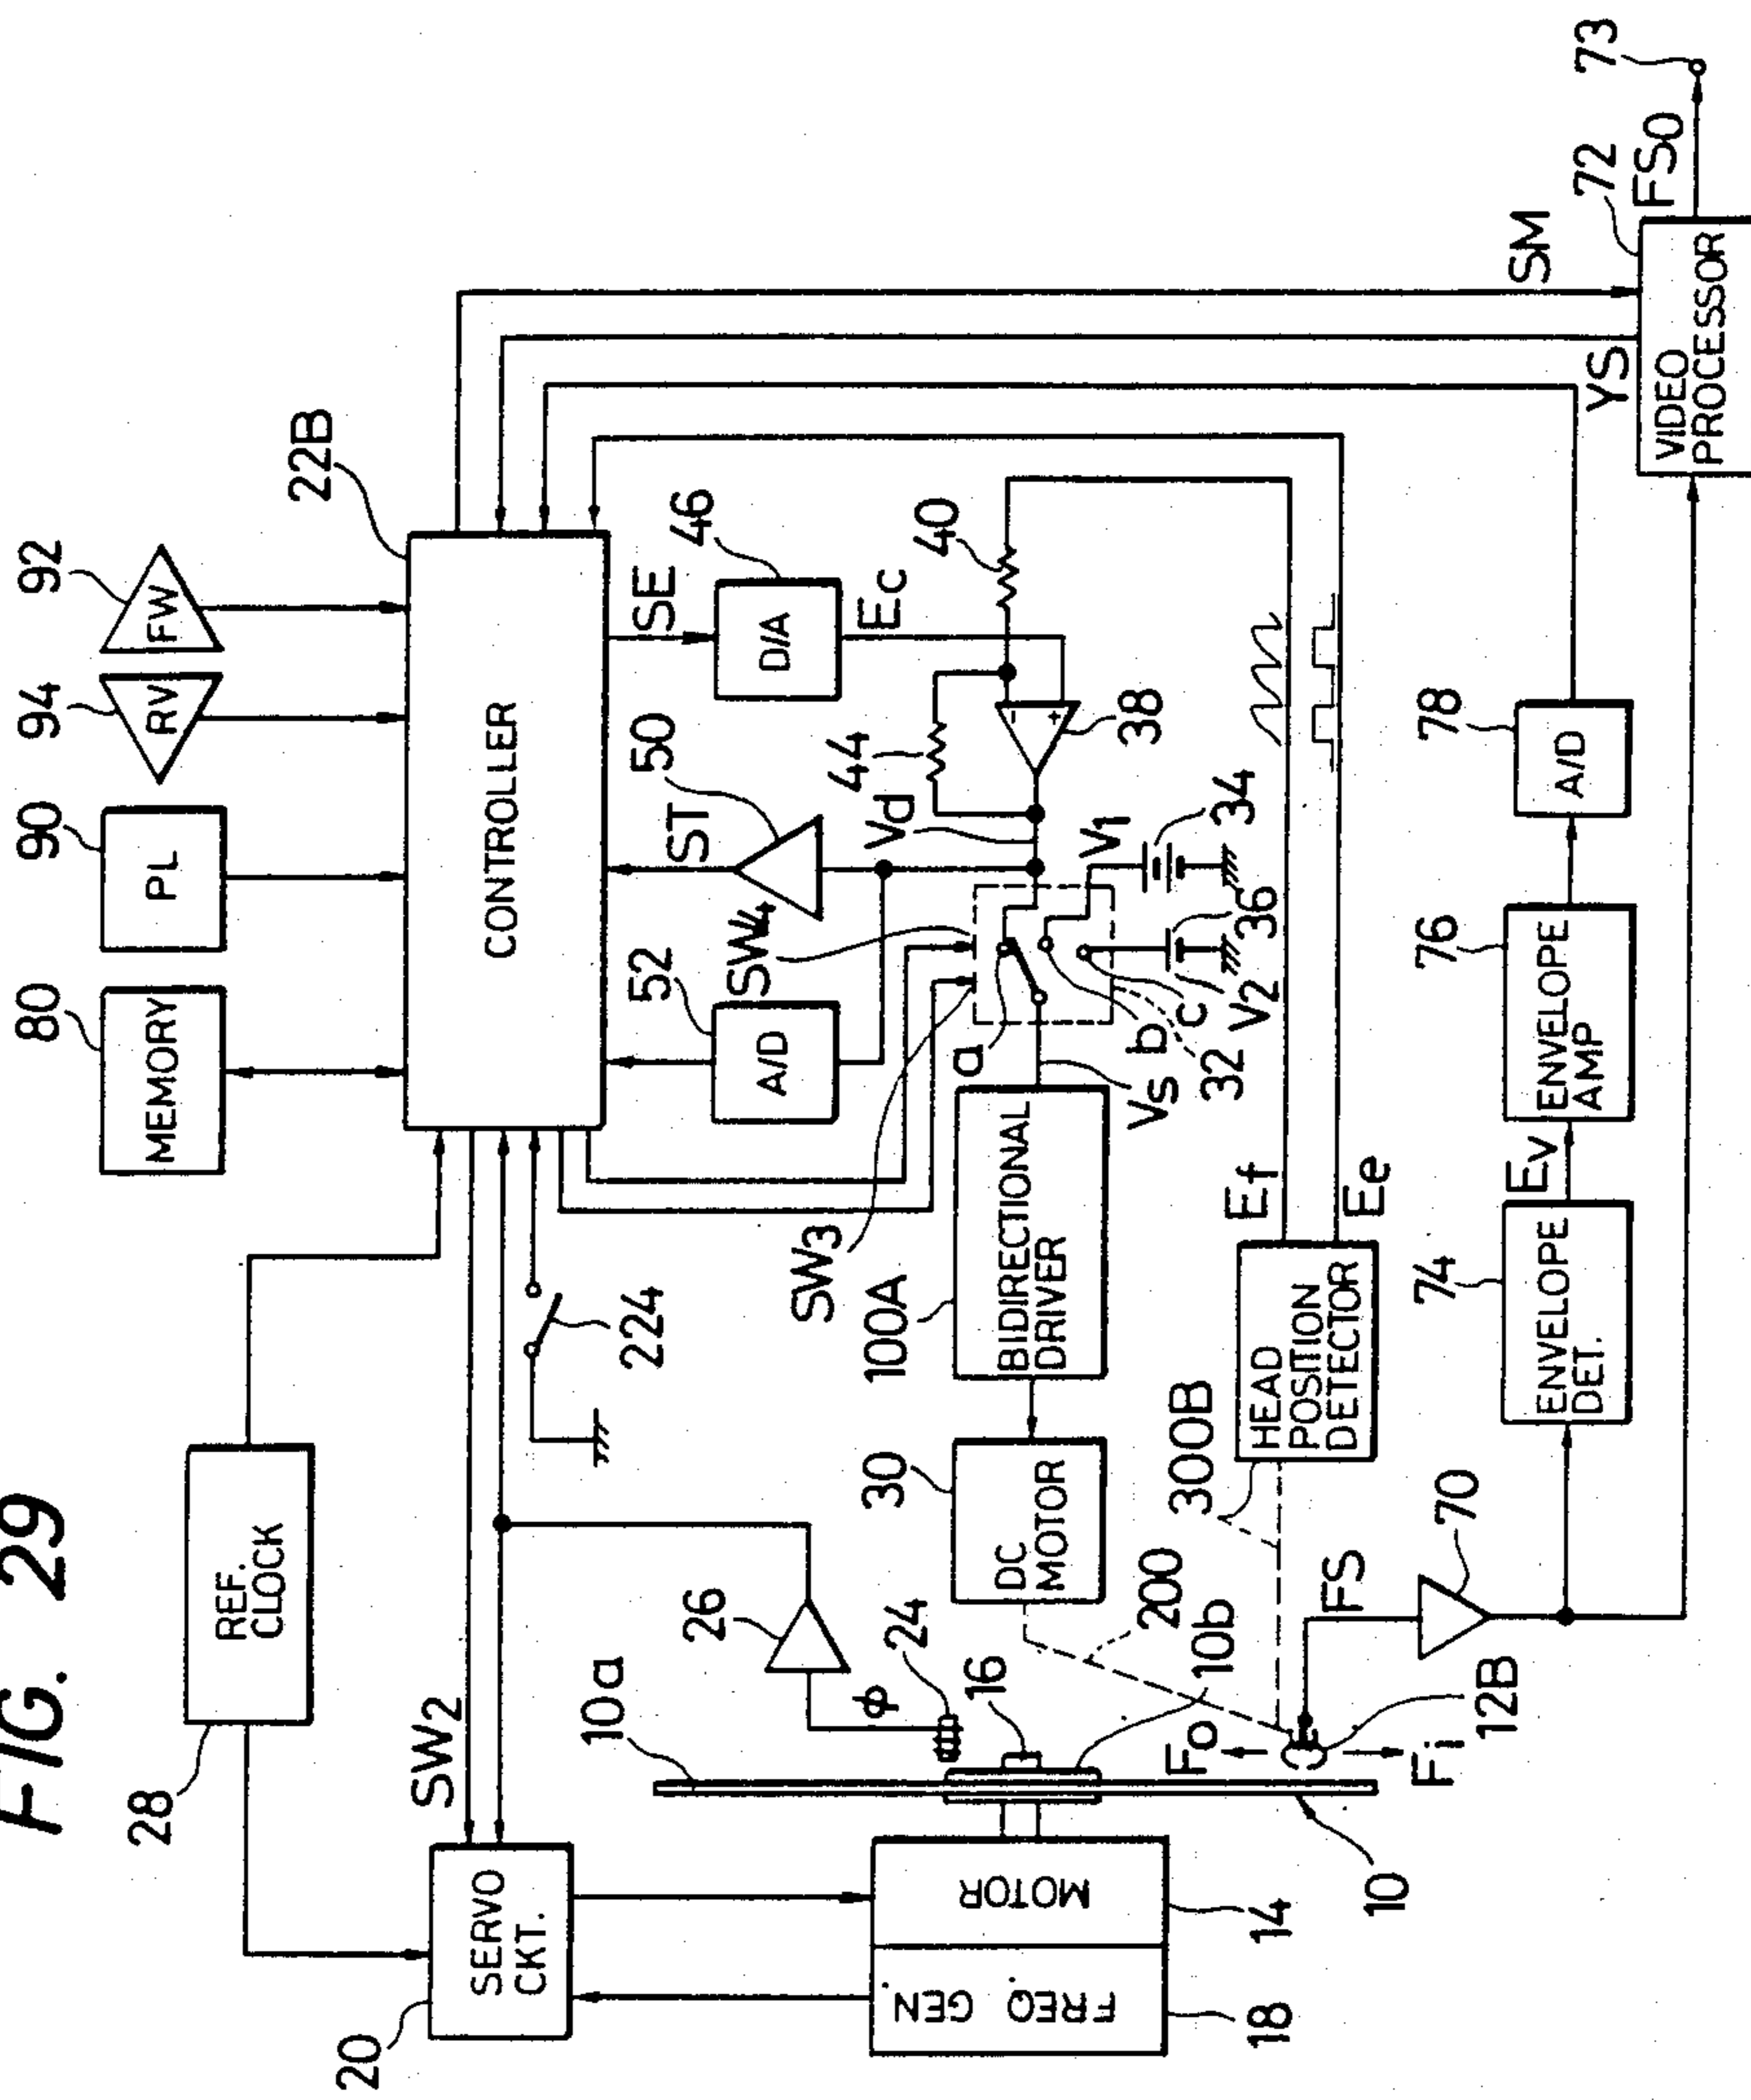 FIG. 29
80
MEMORY
90
PL
94
RV
92
FW
28
REF.
CLOCK
CONTROLLER
22B
SW2
20
SERVO
CKT.
224
52
A/D
ST
50
SE
46
D/A
Ec
SW4
SW3
Vd
44
40
38
26
ϕ
24
10a
16
10b
MOTOR
14
FREQ. GEN.
18
10
30
DC
MOTOR
200
100A
BIDIRECTIONAL
DRIVER
Vs
a
b
c
32
V1
34
V2
36
-
+
Fo
Fi
12B
FS
70
300B
HEAD
POSITION
DETECTOR
Ef
Ee
74
ENVELOPE
DET.
Ev
76
ENVELOPE
AMP
78
A/D
YS
SM
VIDEO
PROCESSOR
72
FSO
73